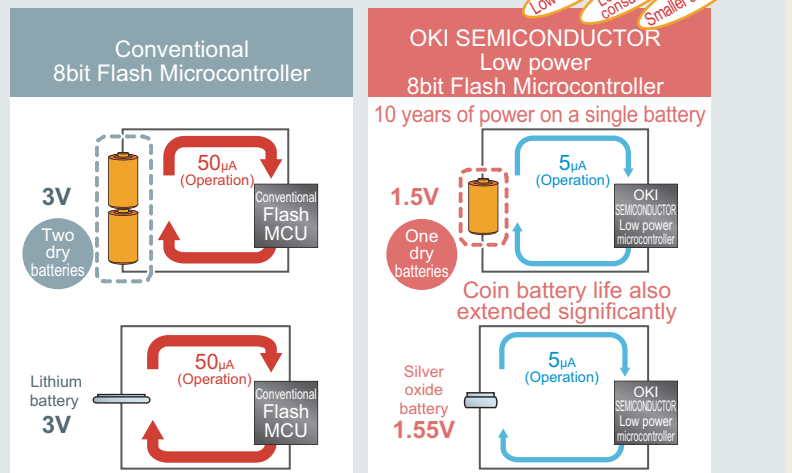 Conventional
8bit Flash Microcontroller
3V
Two
dry
batteries
50µA
(Operation)
Conventional
Flash
MCU
Lithium
battery
3V
50µA
(Operation)
Conventional
Flash
MCU
Low
Smaller
OKI SEMICONDUCTOR
Low power
8bit Flash Microcontroller
10 years of power on a single battery
1.5V
One
dry
batteries
5µA
(Operation)
OKI
SEMICONDUCTOR
Low power
microcontroller
Coin battery life also
extended significantly
Silver
oxide
battery
1.55V
5µA
(Operation)
OKI
SEMICONDUCTOR
Low power
microcontroller